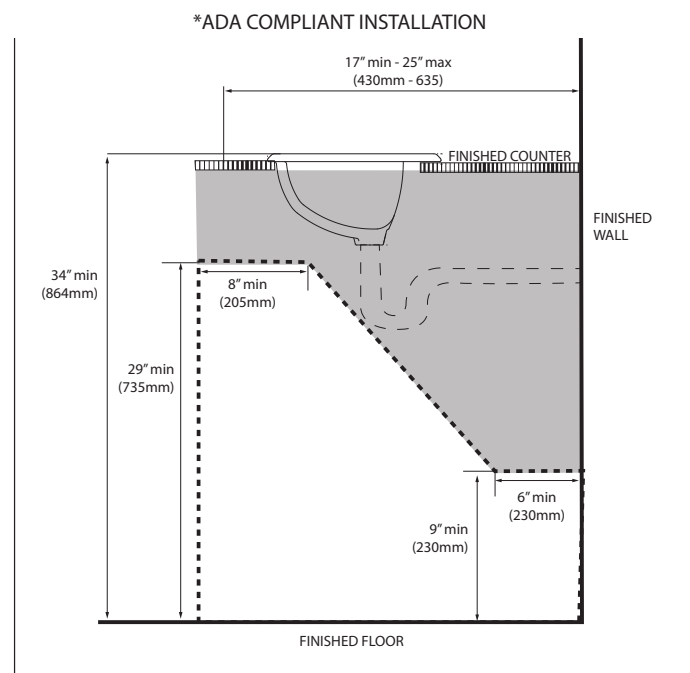 *ADA COMPLIANT INSTALLATION
17” min - 25” max
(430mm - 635)
FINISHED COUNTER
FINISHED
WALL
34” min
(864mm)
8” min
(205mm)
29” min
(735mm)
6” min
(230mm)
9” min
(230mm)
FINISHED FLOOR